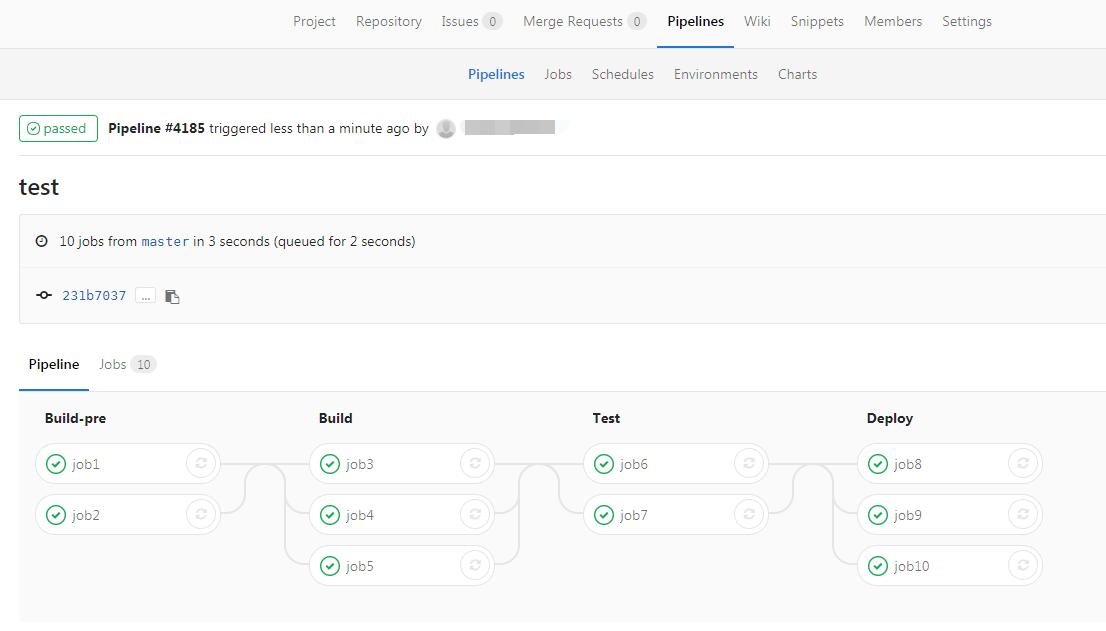 Project Repository Issues 0 Merge Requests 0 Pipelines Wiki Snippets Members Settings
Pipelines Jobs Schedules Environments Charts
passed Pipeline #4185 triggered less than a minute ago by
test
10 jobs from master in 3 seconds (queued for 2 seconds)
231b7037 ...
Pipeline Jobs 10
Build-pre Build Test Deploy
job1 job3 job6 job8
job2 job4 job7 job9
job5 job10